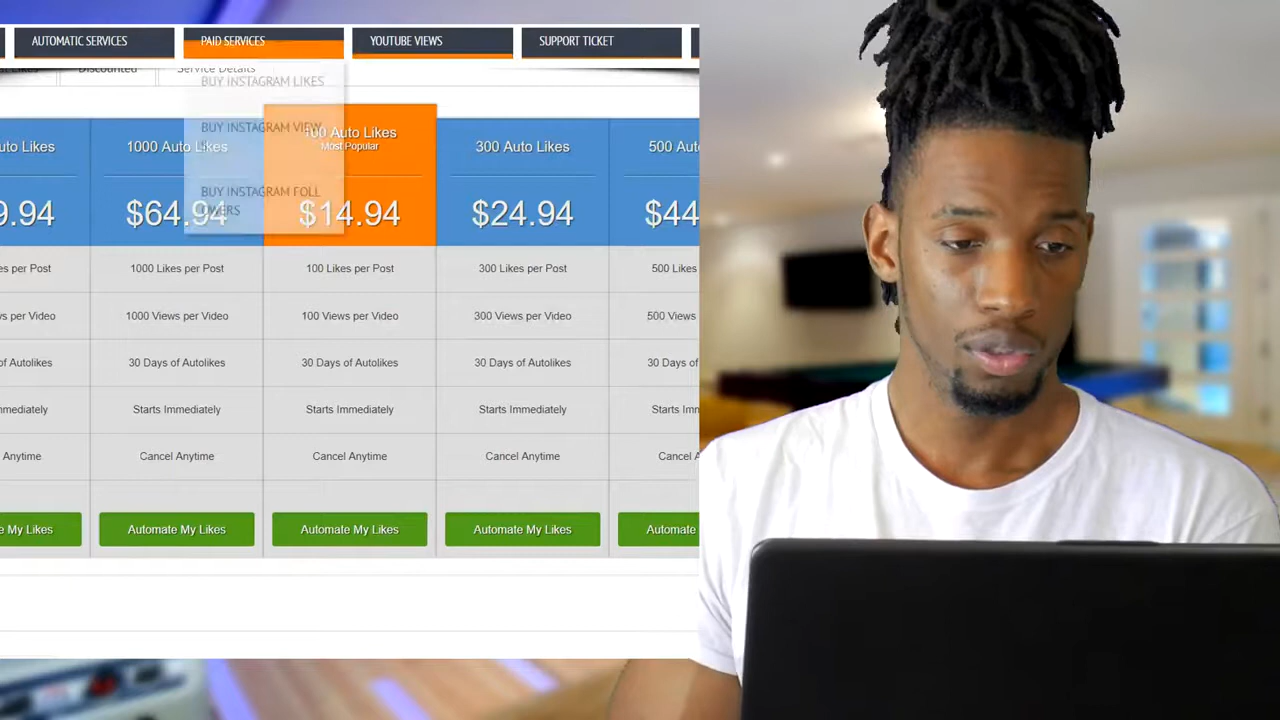 AUTOMATIC SERVICES
PAID SERVICES
YOUTUBE VIEWS
SUPPORT TICKET
Discounted
Service Details
BUY INSTAGRAM LIKES
BUY INSTAGRAM VIEW
BUY INSTAGRAM FOLL
OWERS
uto Likes
9.94
es per Post
ws per Video
of Autolikes
mmediately
Anytime
e My Likes
1000 Auto Likes
$64.94
1000 Likes per Post
1000 Views per Video
30 Days of Autolikes
Starts Immediately
Cancel Anytime
Automate My Likes
100 Auto Likes
Most Popular
$14.94
100 Likes per Post
100 Views per Video
30 Days of Autolikes
Starts Immediately
Cancel Anytime
Automate My Likes
300 Auto Likes
$24.94
300 Likes per Post
300 Views per Video
30 Days of Autolikes
Starts Immediately
Cancel Anytime
Automate My Likes
500 Aut
$44
500 Likes
500 Views
30 Days of
Starts Imm
Cancel A
Automate